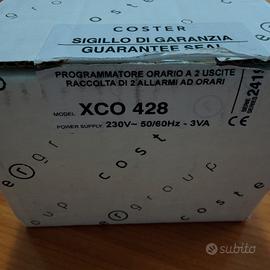 COSTER
SIGILLO DI GARANZIA
GUARANTEE SEAL
PROGRAMMATORE ORARIO A 2 USCITE
RACCOLTA DI 2 ALLARMI AD ORARI
MODEL: XCO 428
POWER SUPPLY: 230V~ 50/60Hz - 3VA
CE
2419
coster group
subito